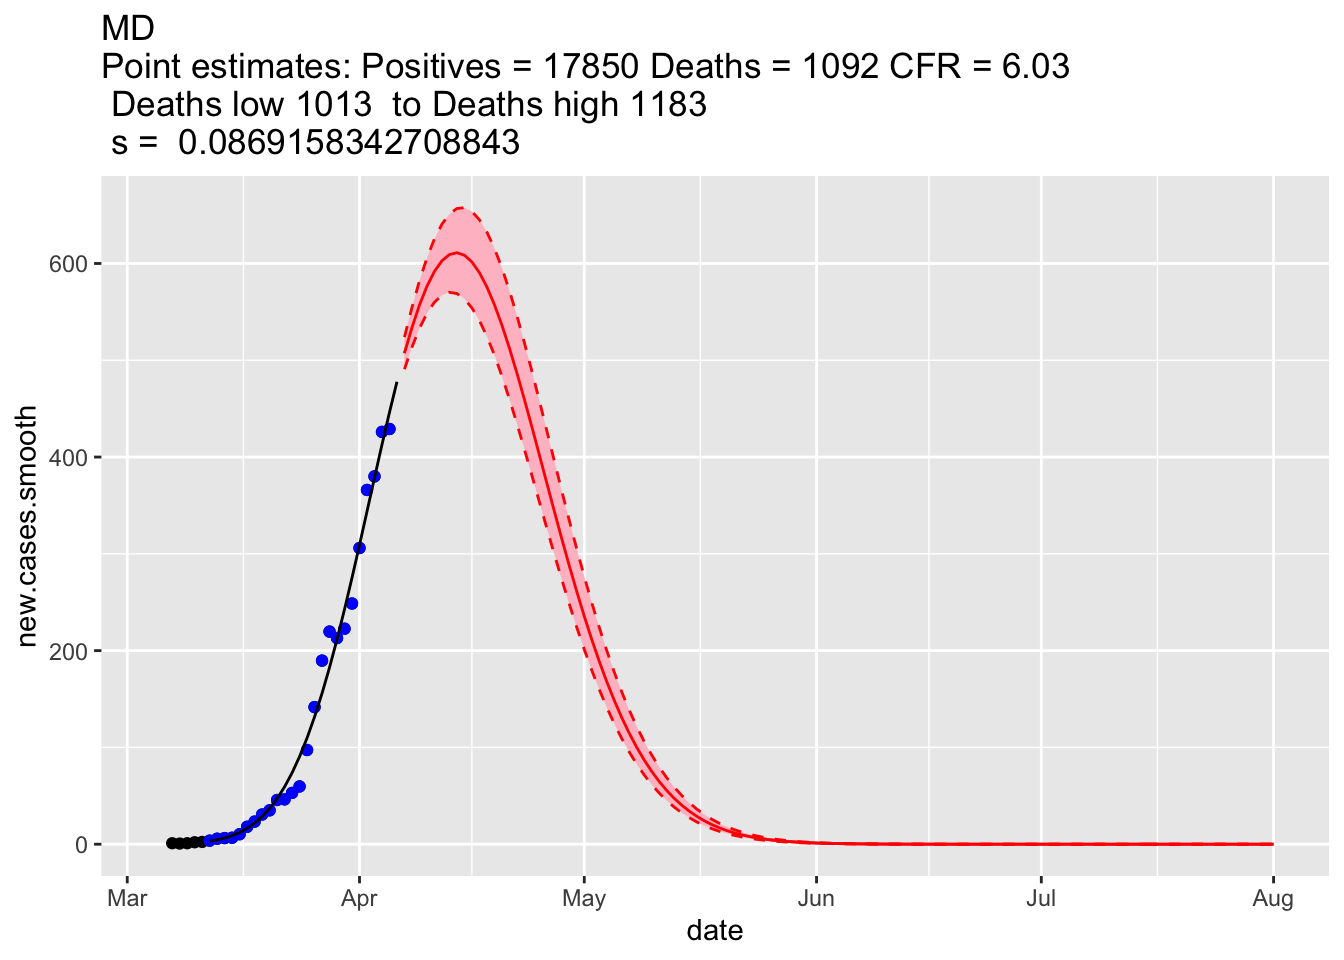 MD
Point estimates: Positives = 17850 Deaths = 1092 CFR = 6.03
Deaths low 1013  to Deaths high 1183
s =  0.0869158342708843
600
400
200
0
new.cases.smooth
Mar Apr May Jun Jul Aug
date